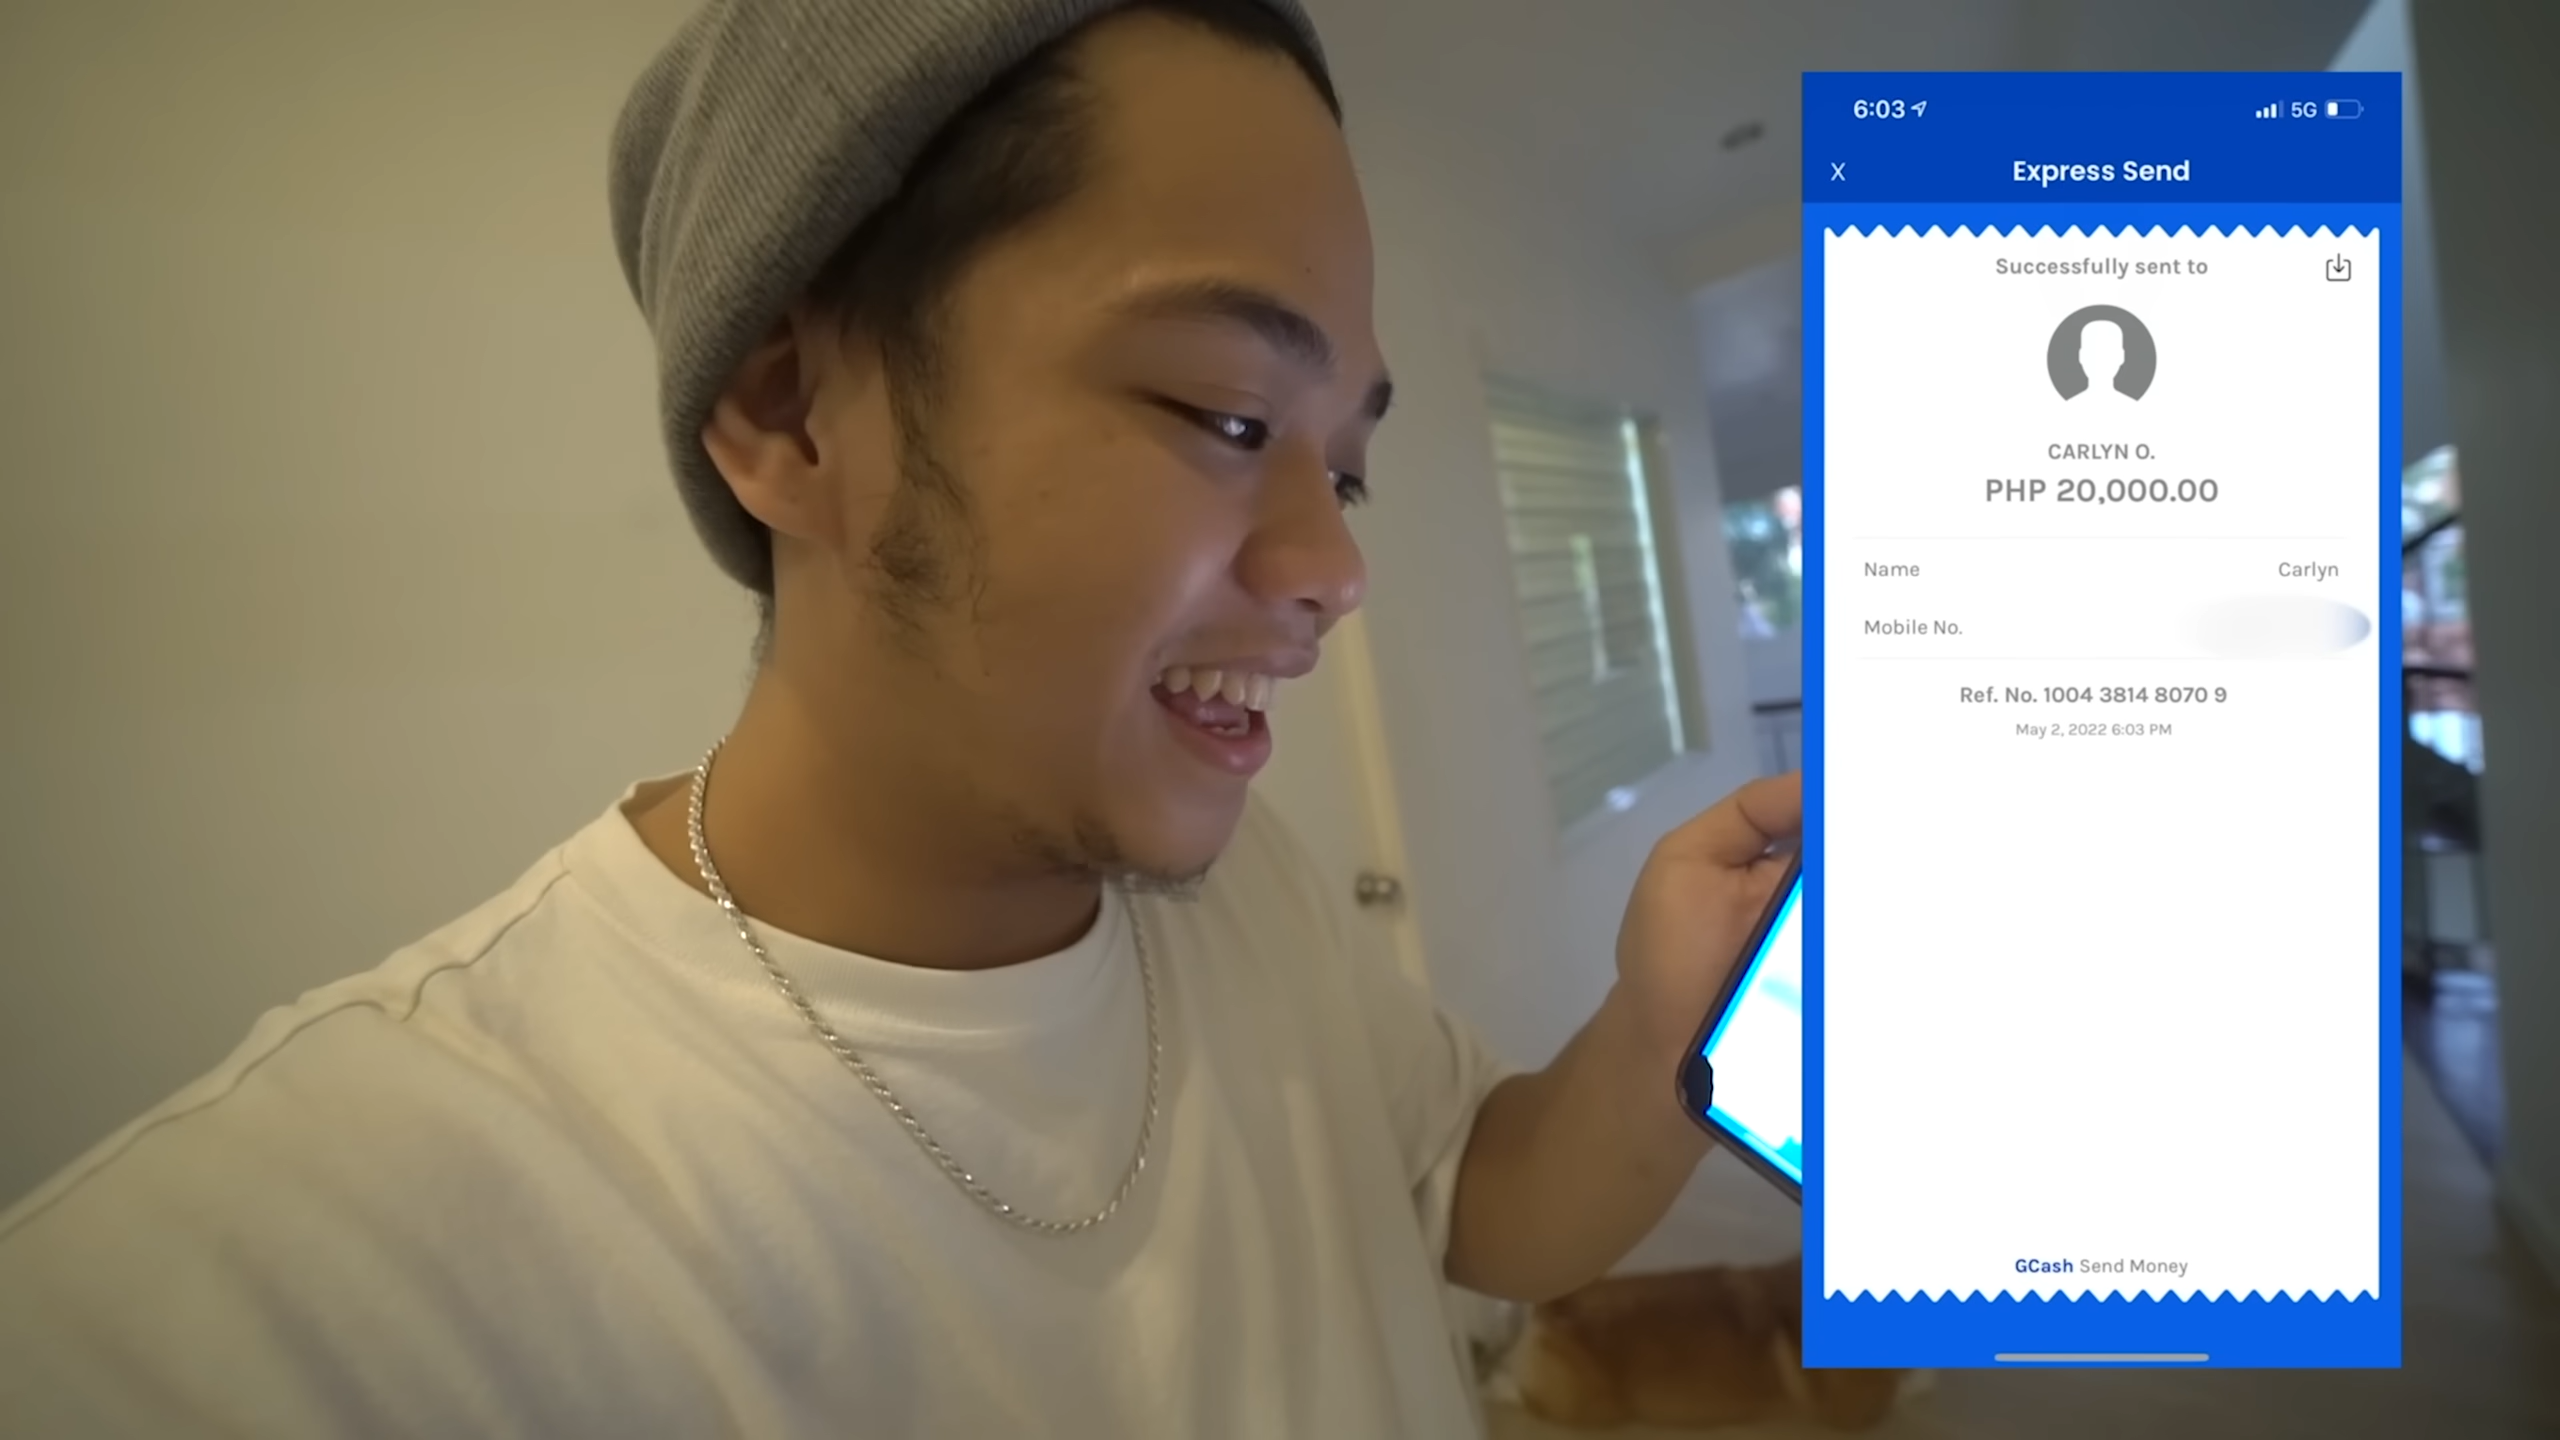 6:03
5G
X
Express Send
Successfully sent to
CARLYN O.
PHP 20,000.00
Name Carlyn
Mobile No.
Ref. No. 1004 3814 8070 9
May 2, 2022 6:03 PM
GCash Send Money